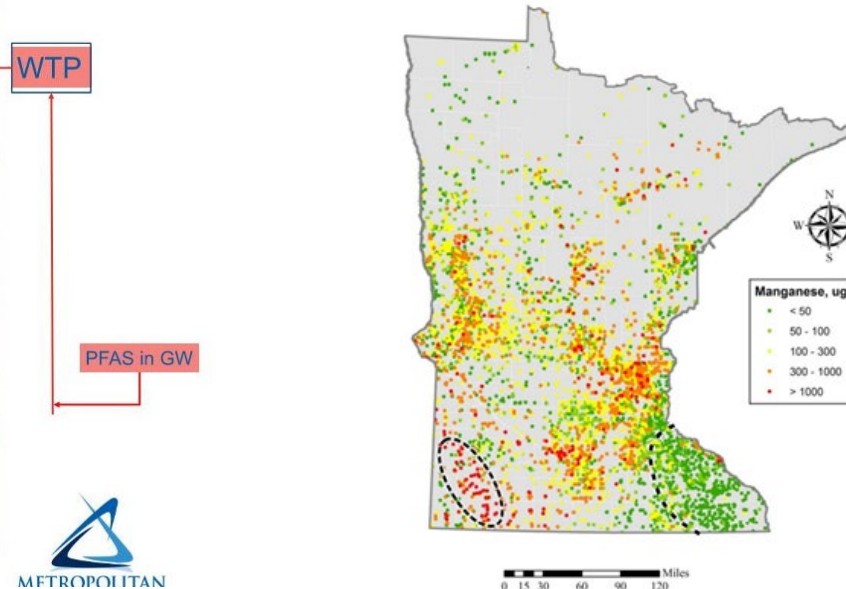 WTP
PFAS in GW
METROPOLITAN
N
W
S
Manganese, ug
< 50
50 - 100
100 - 300
300 - 1000
> 1000
Miles
0 15 30 60 90 120